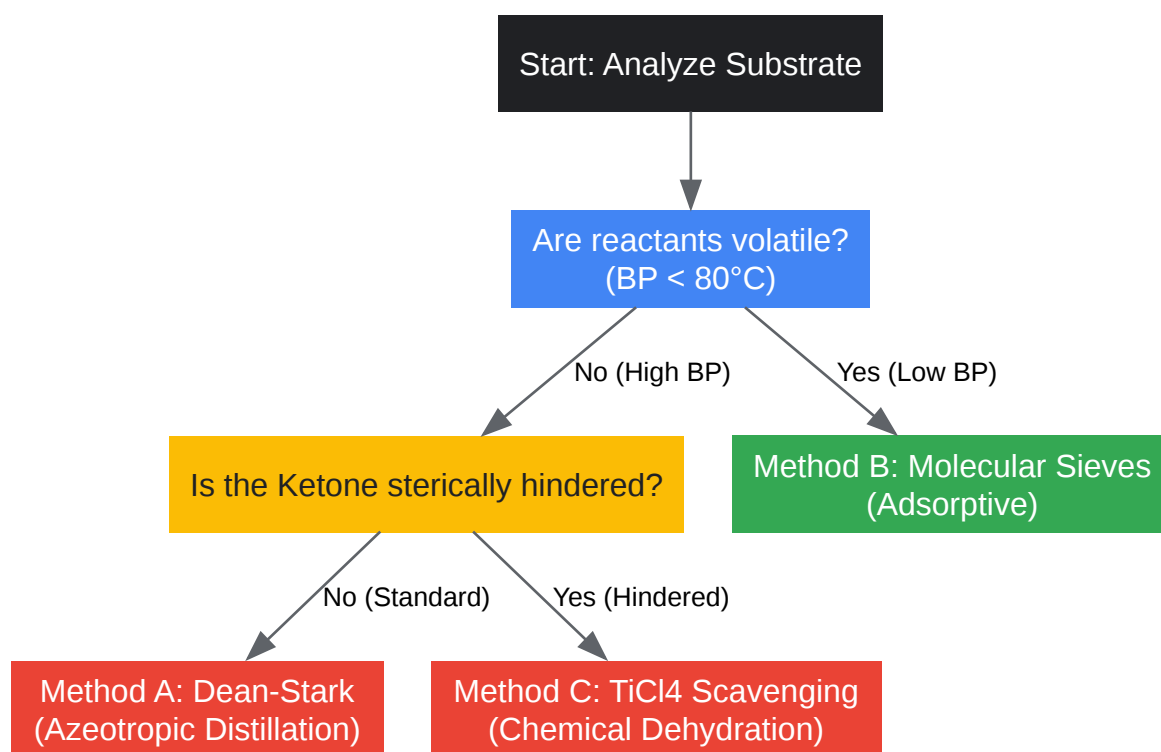 Start: Analyze Substrate
Are reactants volatile?
(BP < 80°C)
No (High BP)
Yes (Low BP)
Is the Ketone sterically hindered?
Method B: Molecular Sieves
(Adsorptive)
No (Standard)
Yes (Hindered)
Method A: Dean-Stark
(Azeotropic Distillation)
Method C: TiCl4 Scavenging
(Chemical Dehydration)